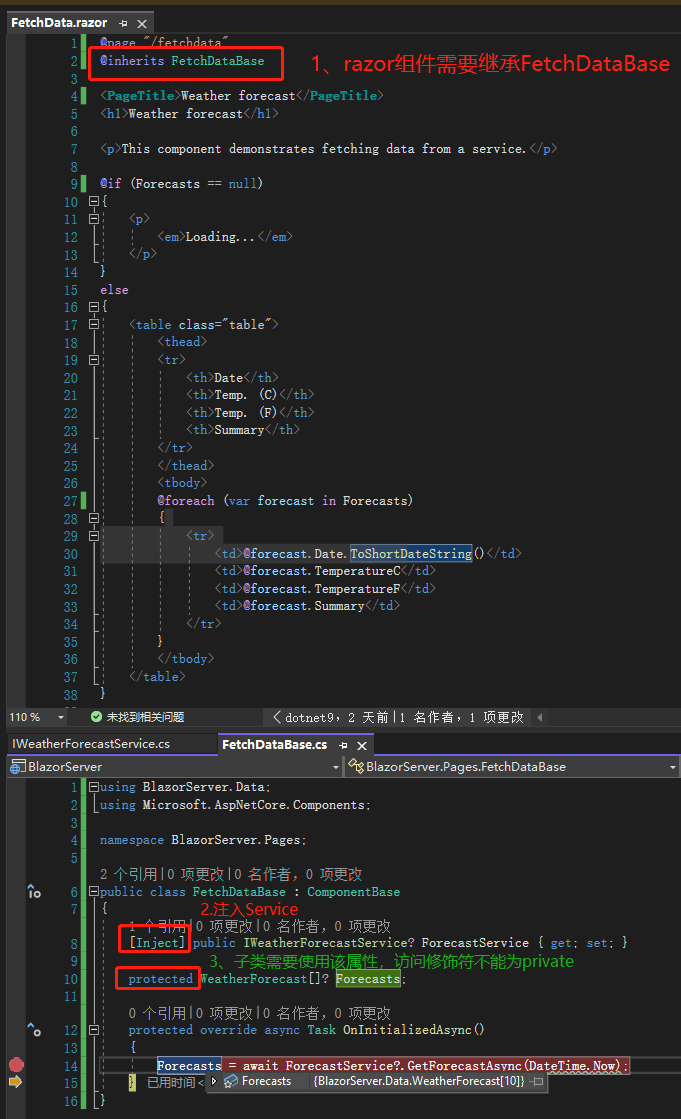 FetchData.razor
1 @page "/fetchdata"
2 @inherits FetchDataBase
1、razor组件需要继承FetchDataBase
3
4 <PageTitle>Weather forecast</PageTitle>
5 <h1>Weather forecast</h1>
6
7 <p>This component demonstrates fetching data from a service.</p>
8
9 @if (Forecasts == null)
10 {
11 <p>
12 <em>Loading...</em>
13 </p>
14 }
15 else
16 {
17 <table class="table">
18 <thead>
19 <tr>
20 <th>Date</th>
21 <th>Temp. (C)</th>
22 <th>Temp. (F)</th>
23 <th>Summary</th>
24 </tr>
25 </thead>
26 <tbody>
27 @foreach (var forecast in Forecasts)
28 {
29 <tr>
30 <td>@forecast.Date.ToShortDateString()</td>
31 <td>@forecast.TemperatureC</td>
32 <td>@forecast.TemperatureF</td>
33 <td>@forecast.Summary</td>
34 </tr>
35 }
36 </tbody>
37 </table>
38 }
110 % 未找到相关问题 dotnet9，2 天前|1 名作者，1 项更改
IWeatherForecastService.cs FetchDataBase.cs
BlazorServer BlazorServer.Pages.FetchDataBase
1 using BlazorServer.Data;
2 using Microsoft.AspNetCore.Components;
3
4 namespace BlazorServer.Pages;
5
2 个引用|0 项更改|0 名作者，0 项更改
6 public class FetchDataBase : ComponentBase
7 {
2.注入Service
1 个引用|0 项更改|0 名作者，0 项更改
8 [Inject] public IWeatherForecastService? ForecastService { get; set; }
9
3、子类需要使用该属性，访问修饰符不能为private
10 protected WeatherForecast[]? Forecasts;
11
0 个引用|0 项更改|0 名作者，0 项更改
12 protected override async Task OnInitializedAsync()
13 {
14 Forecasts = await ForecastService?.GetForecastAsync(DateTime.Now);
15 } 已用时间 <
Forecasts {BlazorServer.Data.WeatherForecast[10]}
16 }